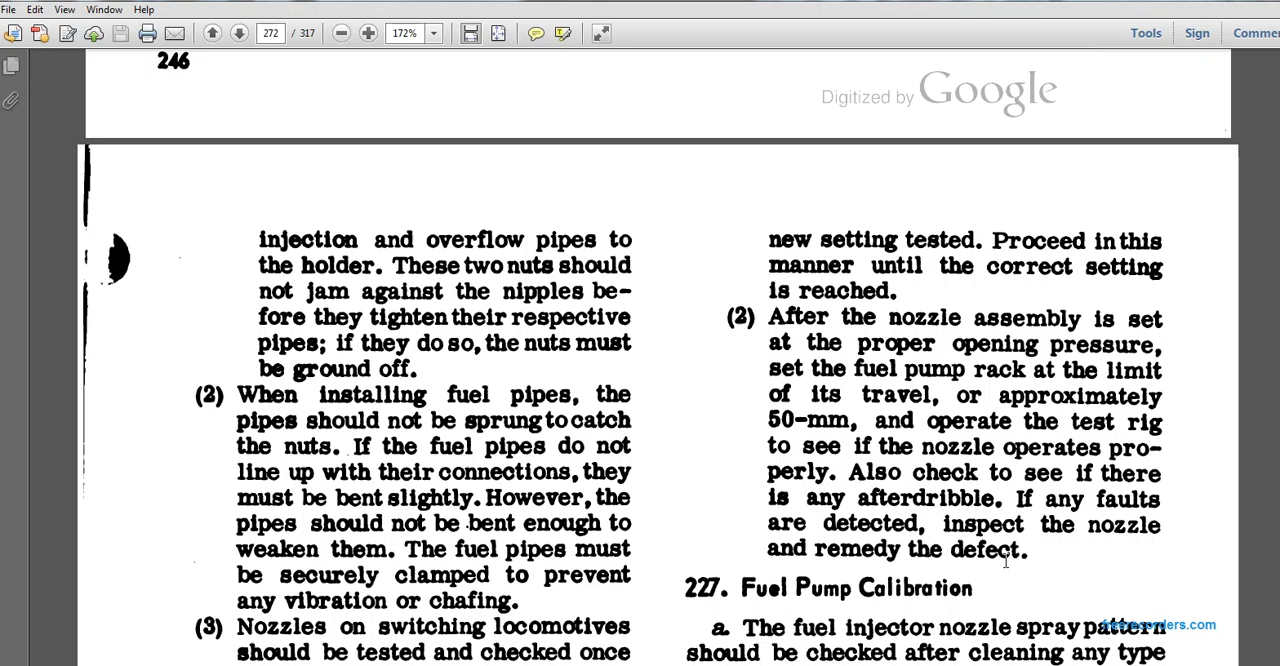 File Edit View Window Help
272 / 317 172% Tools Sign Comme
246
Digitized by Google
injection and overflow pipes to
the holder. These two nuts should
not jam against the nipples be-
fore they tighten their respective
pipes; if they do so, the nuts must
be ground off.
(2) When installing fuel pipes, the
pipes should not be sprung to catch
the nuts. If the fuel pipes do not
line up with their connections, they
must be bent slightly. However, the
pipes should not be bent enough to
weaken them. The fuel pipes must
be securely clamped to prevent
any vibration or chafing.
(3) Nozzles on switching locomotives
should be tested and checked once
new setting tested. Proceed in this
manner until the correct setting
is reached.
(2) After the nozzle assembly is set
at the proper opening pressure,
set the fuel pump rack at the limit
of its travel, or approximately
50-mm, and operate the test rig
to see if the nozzle operates pro-
perly. Also check to see if there
is any afterdribble. If any faults
are detected, inspect the nozzle
and remedy the defect.
227. Fuel Pump Calibration
a. The fuel injector nozzle spray pattern
should be checked after cleaning any type
freerecorders.com